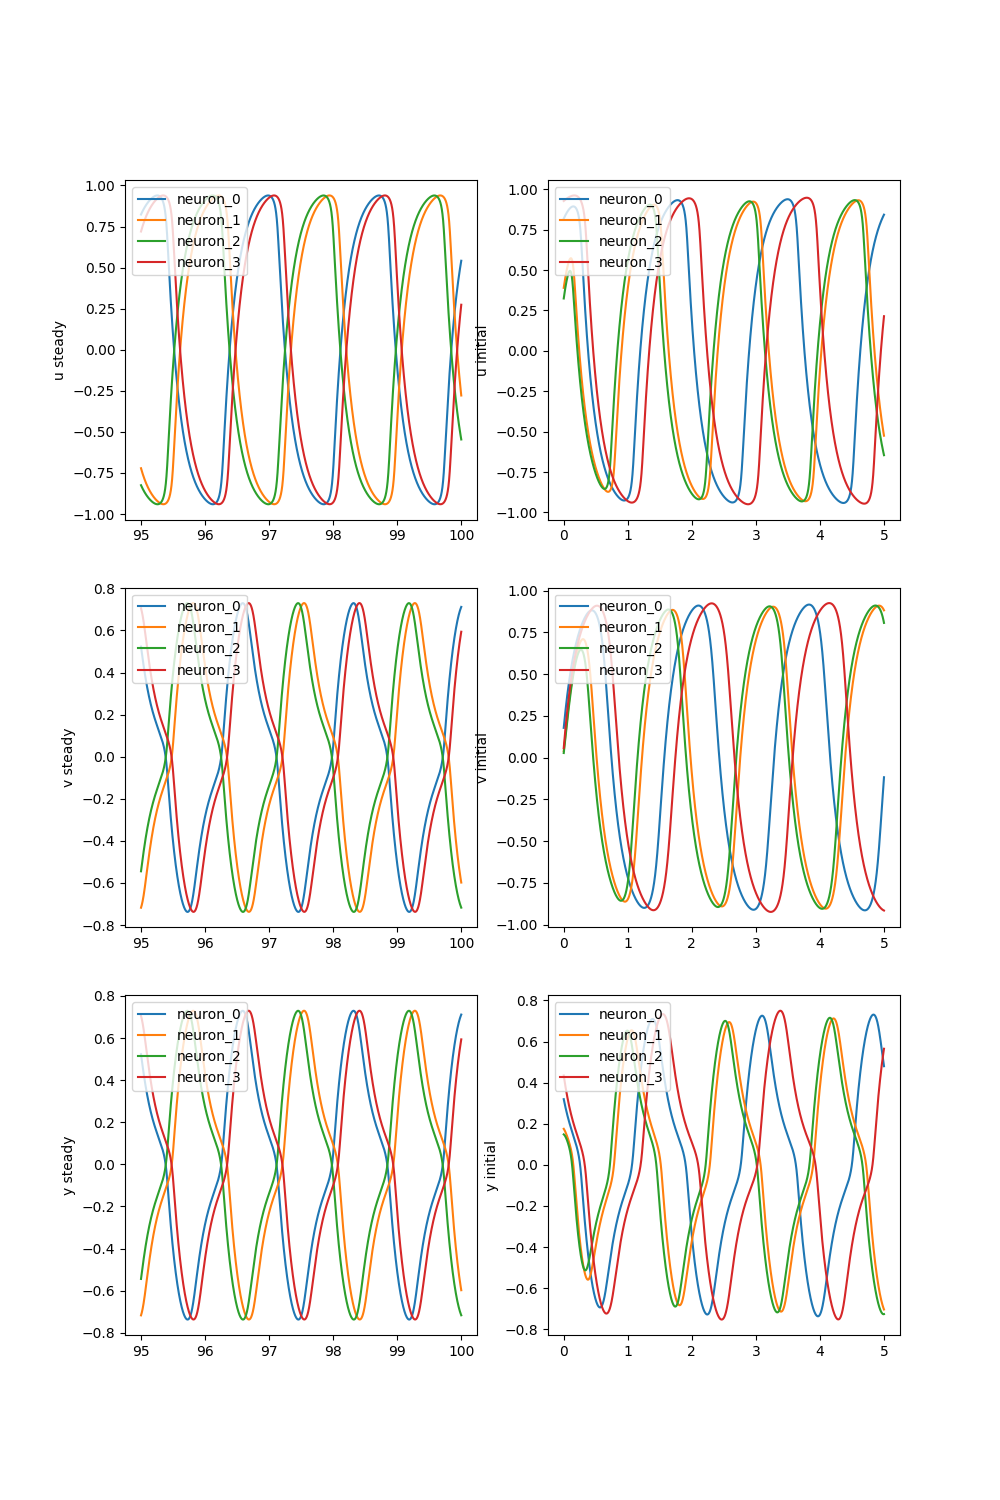 1.00
0.75
0.50
0.25
0.00
−0.25
−0.50
−0.75
−1.00
u steady
neuron_0
neuron_1
neuron_2
neuron_3
95 96 97 98 99 100
1.00
0.75
0.50
0.25
0.00
−0.25
−0.50
−0.75
−1.00
u initial
neuron_0
neuron_1
neuron_2
neuron_3
0 1 2 3 4 5
0.8
0.6
0.4
0.2
0.0
−0.2
−0.4
−0.6
−0.8
v steady
neuron_0
neuron_1
neuron_2
neuron_3
95 96 97 98 99 100
1.00
0.75
0.50
0.25
0.00
−0.25
−0.50
−0.75
−1.00
v initial
neuron_0
neuron_1
neuron_2
neuron_3
0 1 2 3 4 5
0.8
0.6
0.4
0.2
0.0
−0.2
−0.4
−0.6
−0.8
y steady
neuron_0
neuron_1
neuron_2
neuron_3
95 96 97 98 99 100
0.8
0.6
0.4
0.2
0.0
−0.2
−0.4
−0.6
−0.8
y initial
neuron_0
neuron_1
neuron_2
neuron_3
0 1 2 3 4 5